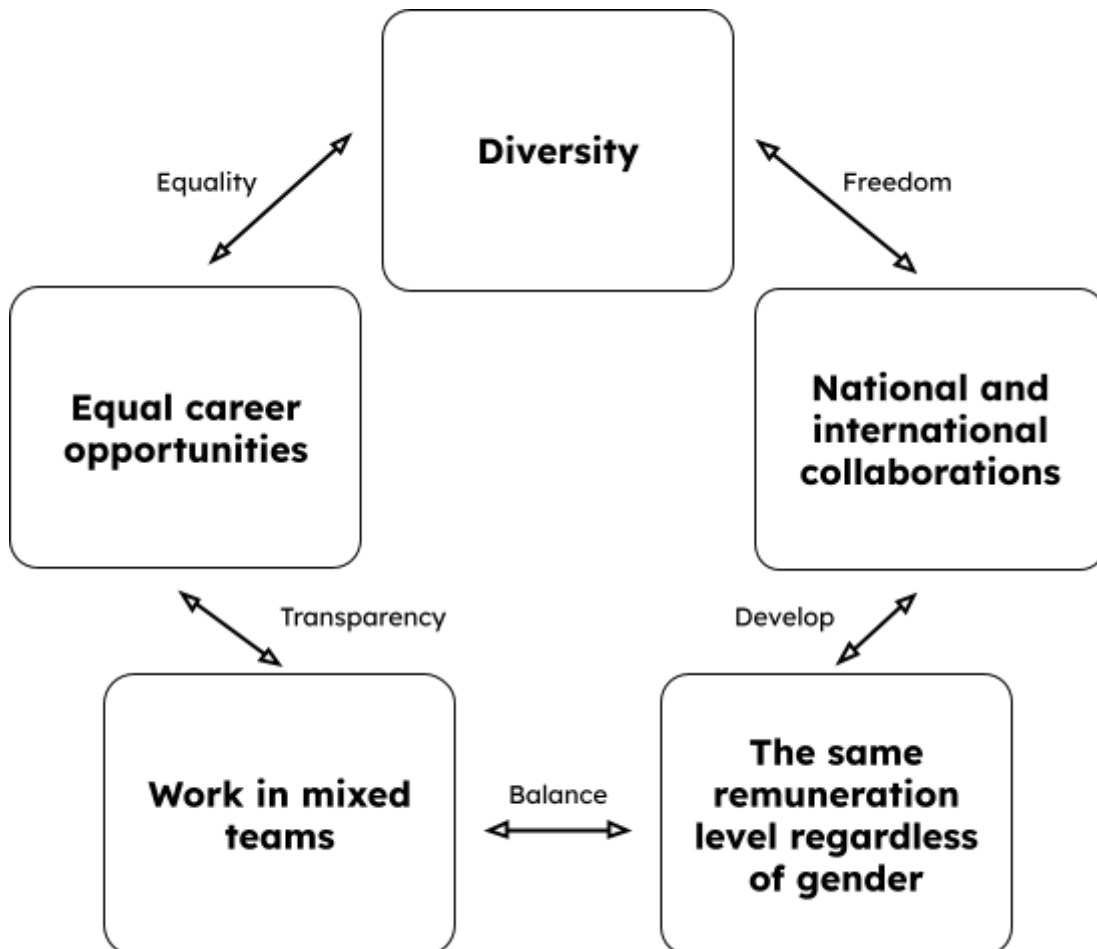 Diversity
Equality
Freedom
Equal career
opportunities
National and
international
collaborations
Transparency
Develop
Work in mixed
teams
Balance
The same
remuneration
level regardless
of gender